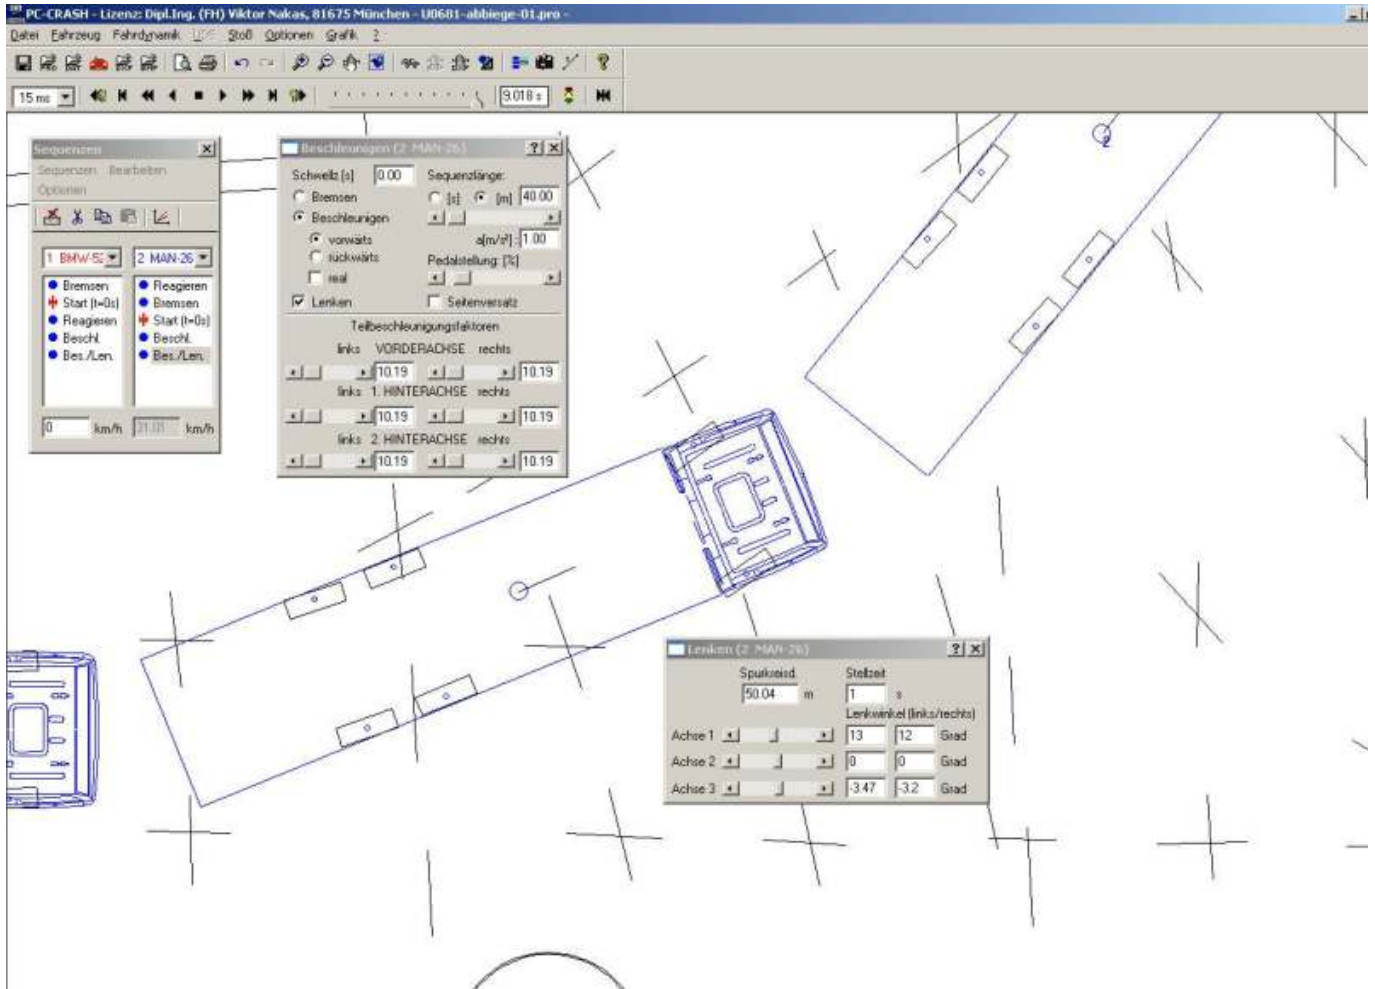 PC-CRASH - Lizenz: Dipl.Ing. (FH) Viktor Nakas, 81675 München - U0681-abbiege-01.pro -
Datei Fahrzeug Fahrdynamik Stoß Optionen Grafik ?
15 ms 9.018 s
Sequenzen
Sequenzen Bearbeiten
Optionen
1 BMW-52 2 MAN-26
Bremsen Reagieren
Start (t=0s) Bremsen
Reagieren Start (t=0s)
Beschl. Beschl.
Bes./Len. Bes./Len.
0 km/h 31.01 km/h
Beschleunigen (2 MAN-26)
Schwellz [s] 0.00 Sequenzlänge:
Bremsen [s] [m] 40.00
Beschleunigen
vorwärts a[m/s²] : 1.00
rückwärts Pedalstellung: [%]
real
Lenken Seitenversatz
Teilbeschleunigungsfaktoren
links VORDERACHSE rechts
10.19 10.19
links 1. HINTERACHSE rechts
10.19 10.19
links 2. HINTERACHSE rechts
10.19 10.19
2
Lenken (2 MAN-26)
Spurkreisd. Stellzeit
50.04 m 1 s
Lenkwinkel (links/rechts)
Achse 1 13 12 Grad
Achse 2 0 0 Grad
Achse 3 -3.47 -3.2 Grad